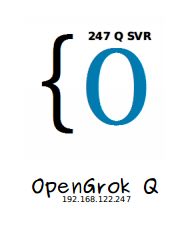 247 Q SVR
{O
OpenGrok Q
192.168.122.247